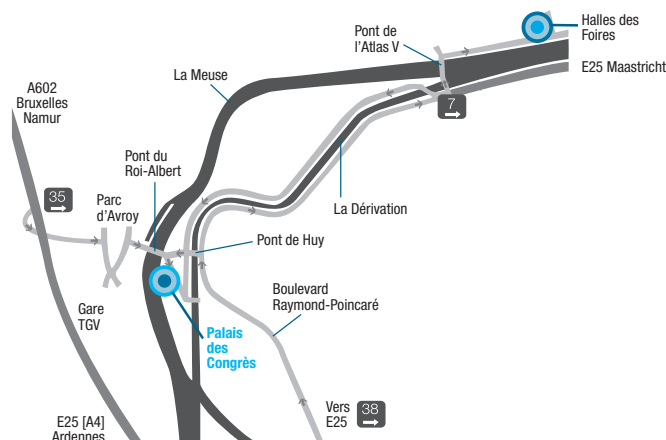 Halles des
Foires
Pont de
l'Atlas V
E25 Maastricht
La Meuse
A602
Bruxelles
Namur
7
Pont du
Roi-Albert
35
Parc
d'Avroy
La Dérivation
Pont de Huy
Gare
TGV
Boulevard
Raymond-Poincaré
Palais
des
Congrès
Vers
E25
38
E25 [A4]
Ardennes